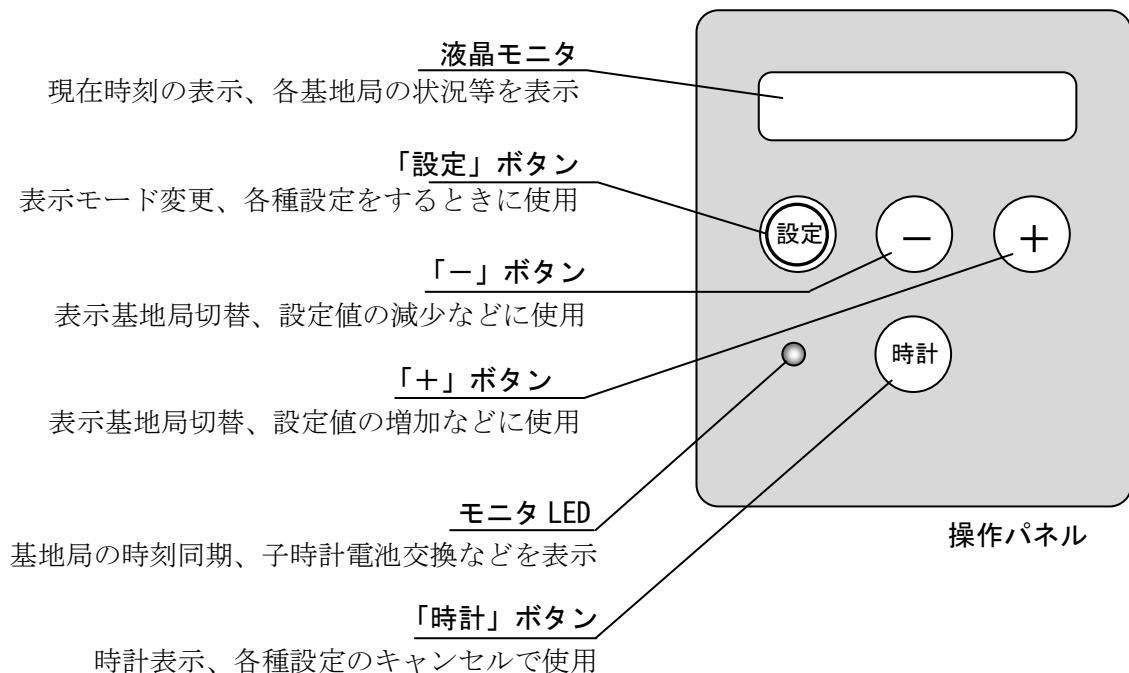 液晶モニタ
現在時刻の表示、各基地局の状況等を表示
「設定」ボタン
表示モード変更、各種設定をするときに使用
設定
－
＋
「－」ボタン
表示基地局切替、設定値の減少などに使用
時計
「＋」ボタン
表示基地局切替、設定値の増加などに使用
モニタ LED
操作パネル
基地局の時刻同期、子時計電池交換などを表示
「時計」ボタン
時計表示、各種設定のキャンセルで使用